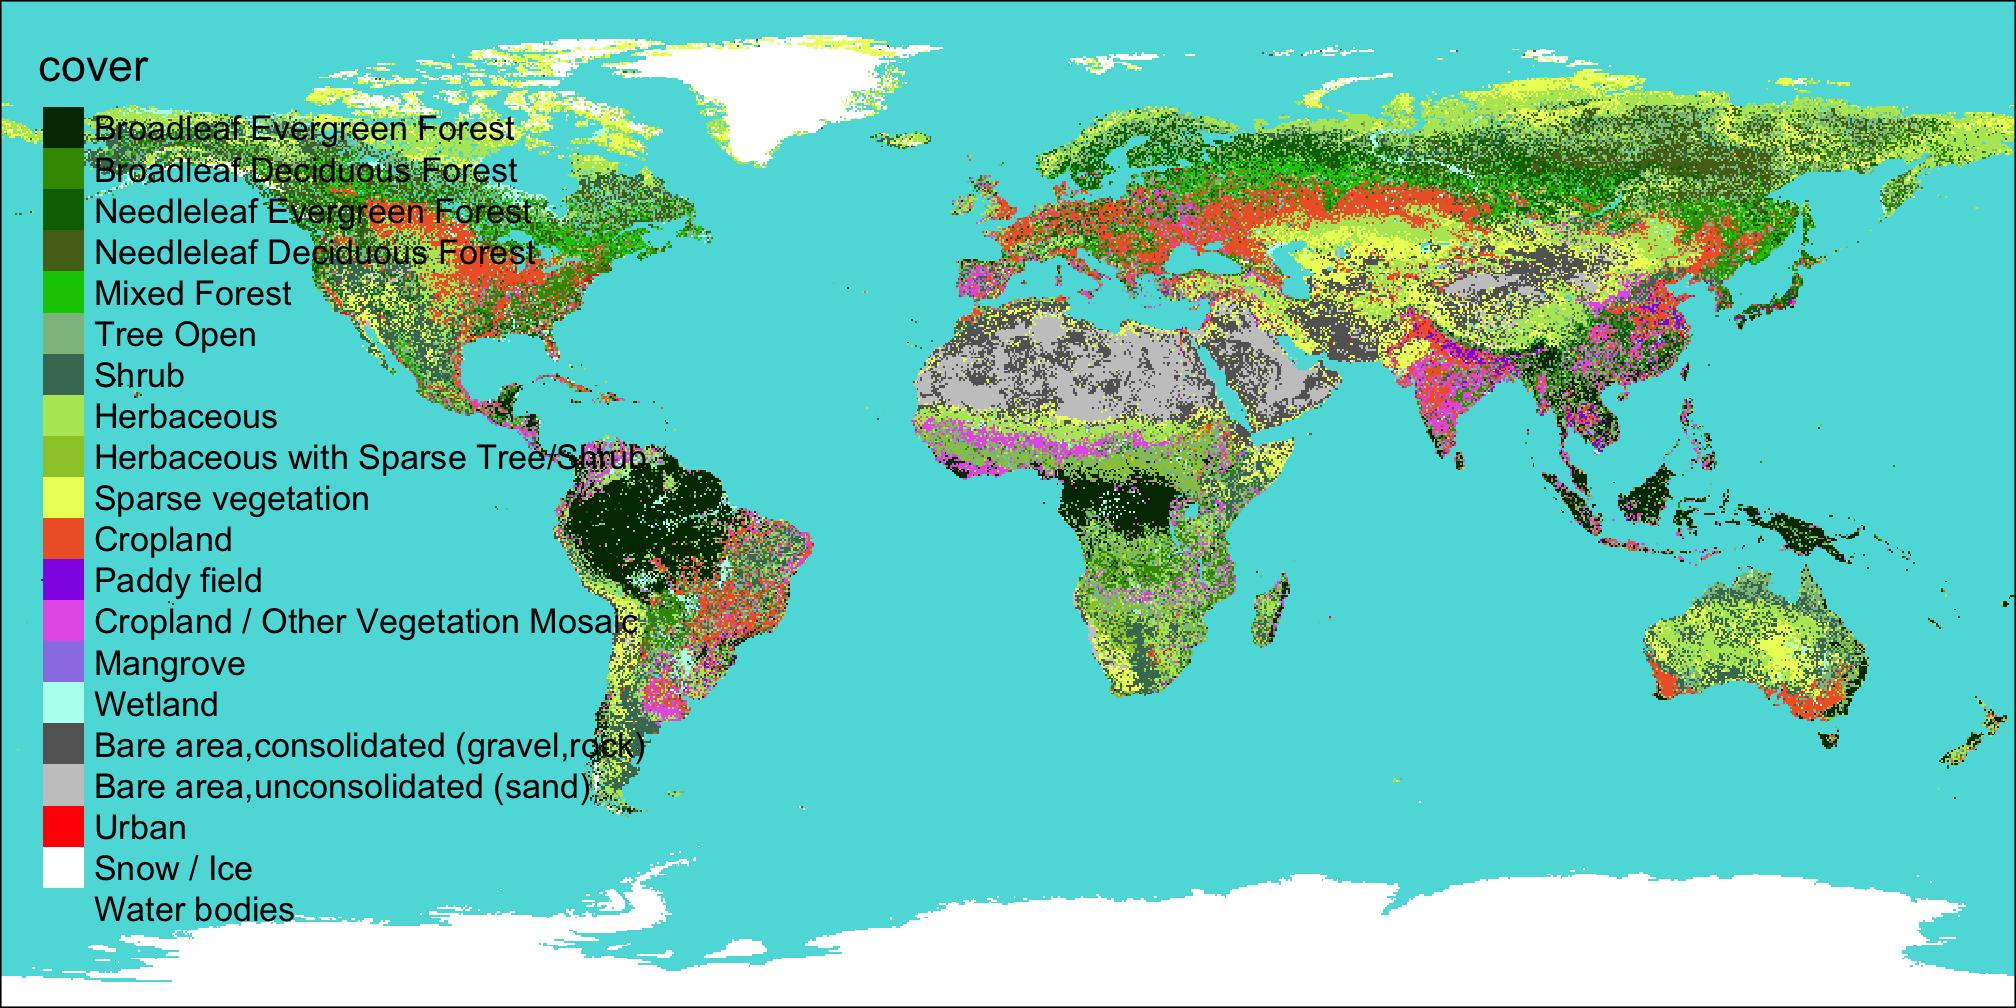 cover
Broadleaf Evergreen Forest
Broadleaf Deciduous Forest
Needleleaf Evergreen Forest
Needleleaf Deciduous Forest
Mixed Forest
Tree Open
Shrub
Herbaceous
Herbaceous with Sparse Tree/Shrub
Sparse vegetation
Cropland
Paddy field
Cropland / Other Vegetation Mosaic
Mangrove
Wetland
Bare area,consolidated (gravel,rock)
Bare area,unconsolidated (sand)
Urban
Snow / Ice
Water bodies